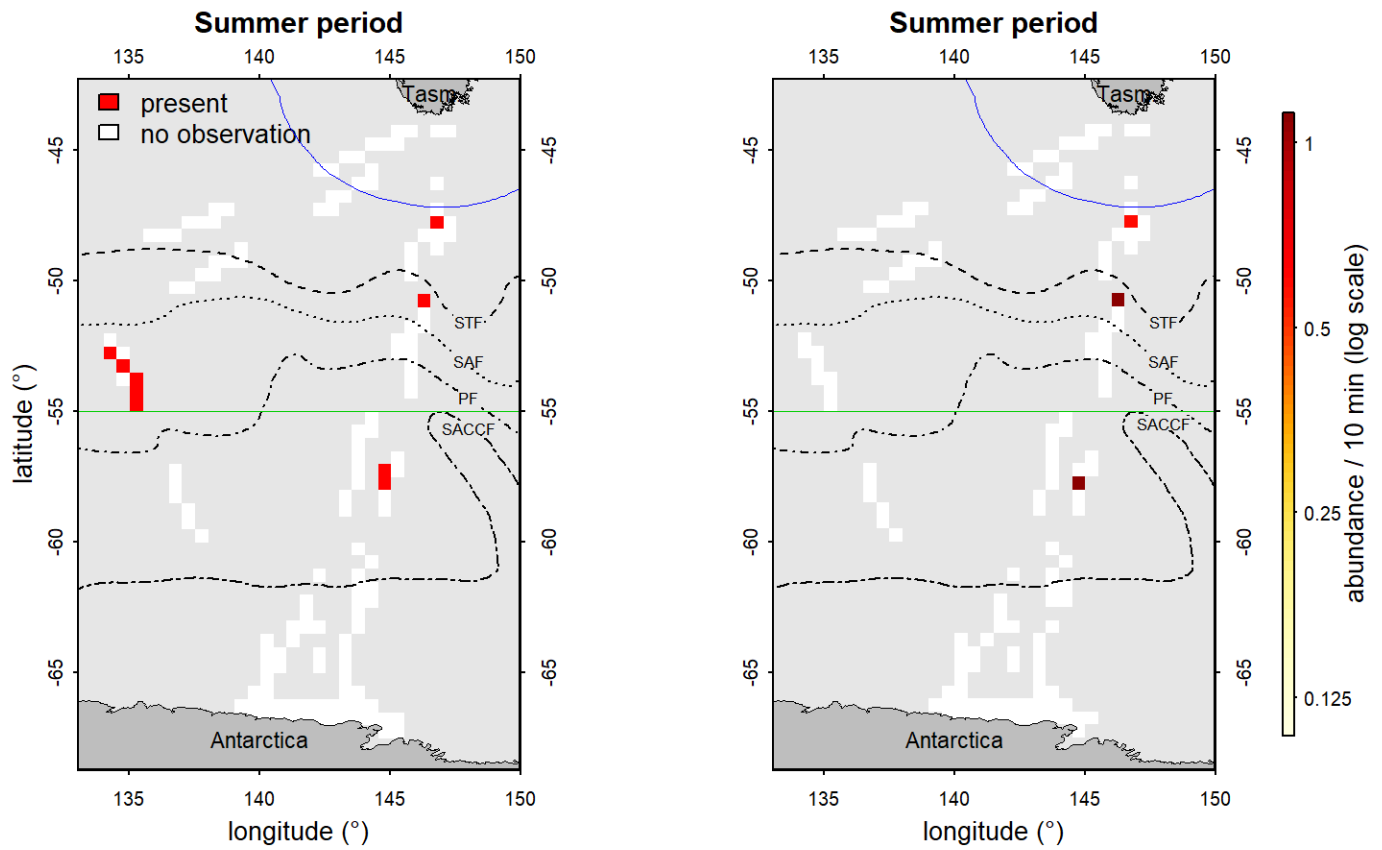 Summer period
135 140 145 150
present
no observation
Tasm
-45 -45
-50 -50
STF
SAF
PF
-55 -55
SACCF
-60 -60
-65 -65
Antarctica
135 140 145 150
longitude (°)
latitude (°)
Summer period
135 140 145 150
Tasm
-45 -45
-50 -50
STF
SAF
PF
-55 -55
SACCF
-60 -60
-65 -65
Antarctica
135 140 145 150
longitude (°)
1
0.5
0.25
0.125
abundance / 10 min (log scale)